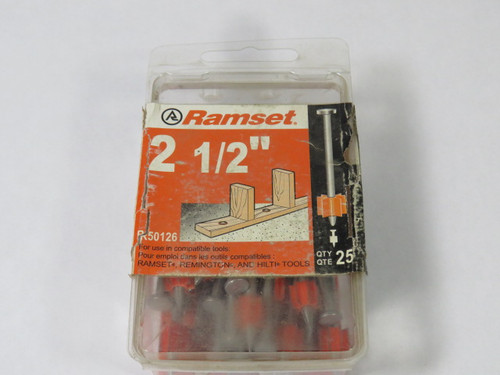 Ramset
2 1/2"
R50126
For use in compatible tools:
Pour emploi dans les outils compatibles:
RAMSET, REMINGTON, AND HILTI TOOLS
QTY
QTE 25